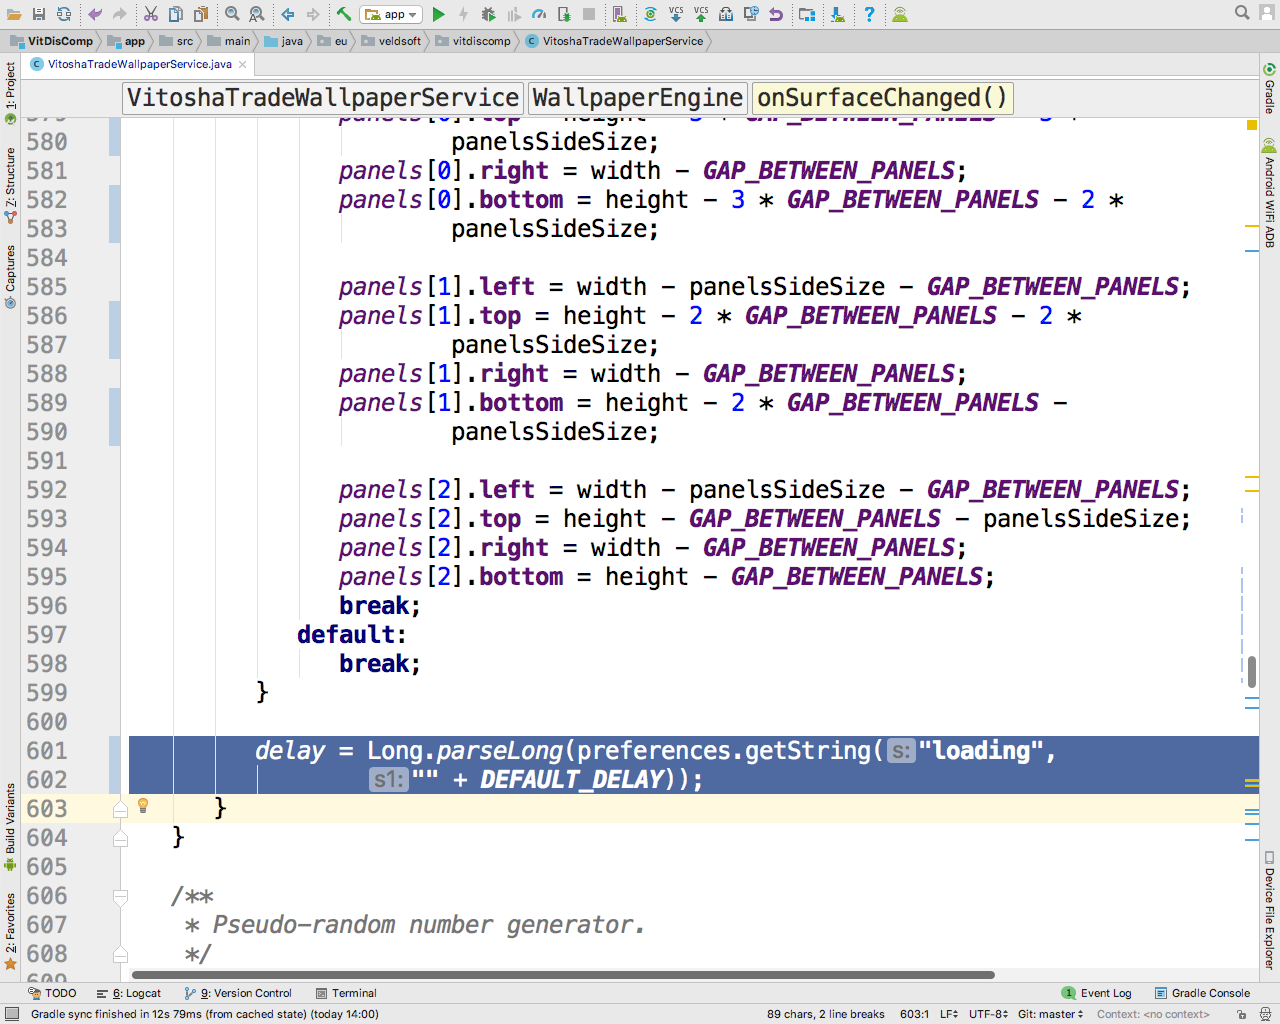 app
VitDisComp
app
src
main
java
eu
veldsoft
vitdiscomp
VitoshaTradeWallpaperService
VitoshaTradeWallpaperService.java
VitoshaTradeWallpaperService
WallpaperEngine
onSurfaceChanged()
1: Project
7: Structure
Captures
Build Variants
2: Favorites
579 panels[0].top = height - 3 * GAP_BETWEEN_PANELS - 3 *
580 panelsSideSize;
581 panels[0].right = width - GAP_BETWEEN_PANELS;
582 panels[0].bottom = height - 3 * GAP_BETWEEN_PANELS - 2 *
583 panelsSideSize;
584
585 panels[1].left = width - panelsSideSize - GAP_BETWEEN_PANELS;
586 panels[1].top = height - 2 * GAP_BETWEEN_PANELS - 2 *
587 panelsSideSize;
588 panels[1].right = width - GAP_BETWEEN_PANELS;
589 panels[1].bottom = height - 2 * GAP_BETWEEN_PANELS -
590 panelsSideSize;
591
592 panels[2].left = width - panelsSideSize - GAP_BETWEEN_PANELS;
593 panels[2].top = height - GAP_BETWEEN_PANELS - panelsSideSize;
594 panels[2].right = width - GAP_BETWEEN_PANELS;
595 panels[2].bottom = height - GAP_BETWEEN_PANELS;
596 break;
597 default:
598 break;
599 }
600
601 delay = Long.parseLong(preferences.getString( s: "loading",
602 s1: "" + DEFAULT_DELAY));
603 }
604 }
605
606 /**
607 * Pseudo-random number generator.
608 */
609
Gradle
Android WiFi ADB
Device File Explorer
TODO
6: Logcat
9: Version Control
Terminal
1 Event Log
Gradle Console
Gradle sync finished in 12s 79ms (from cached state) (today 14:00)
89 chars, 2 line breaks
603:1
LF
UTF-8
Git: master
Context: <no context>